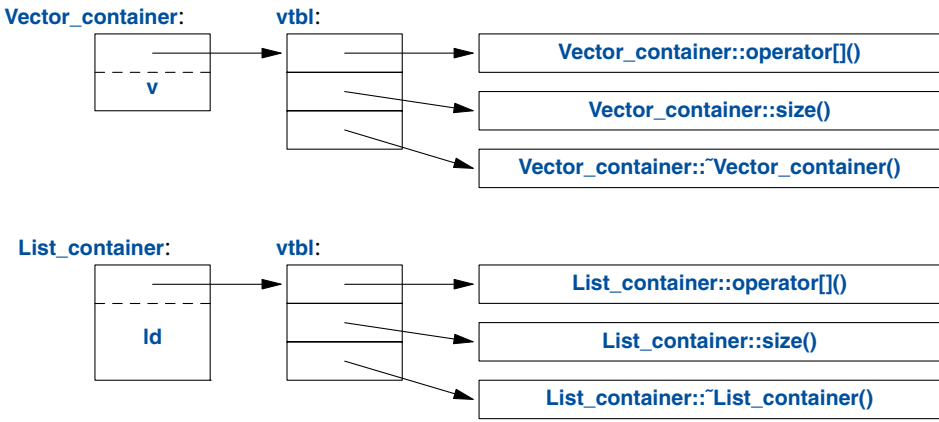 Vector_container: vtbl:
Vector_container::operator[]()
v
Vector_container::size()
Vector_container::˜Vector_container()
List_container: vtbl:
List_container::operator[]()
ld
List_container::size()
List_container::˜List_container()